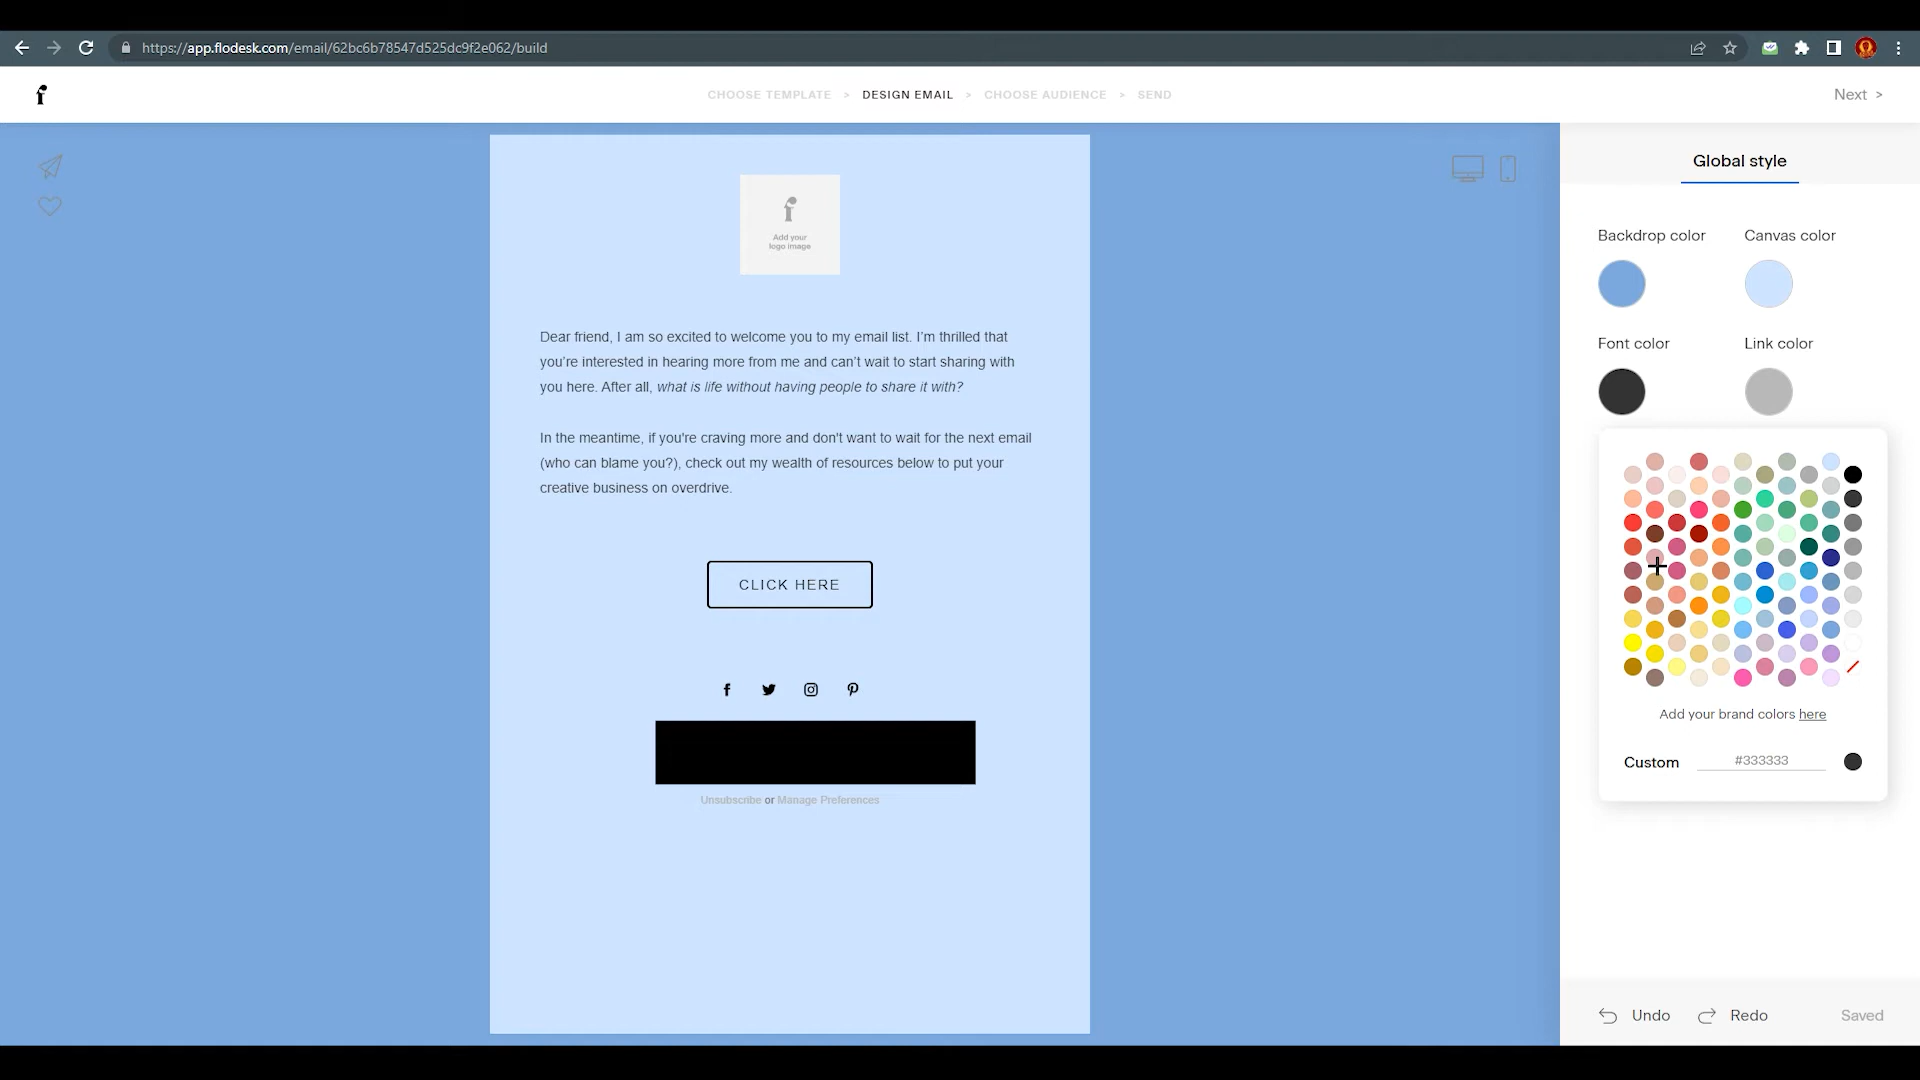 https://app.flodesk.com/email/62bc6b78547d525dc9f2e062/build
CHOOSE TEMPLATE > DESIGN EMAIL > CHOOSE AUDIENCE > SEND
Next >
Global style
Backdrop color Canvas color
Font color Link color
Add your
logo image
Dear friend, I am so excited to welcome you to my email list. I’m thrilled that
you’re interested in hearing more from me and can’t wait to start sharing with
you here. After all, what is life without having people to share it with?
In the meantime, if you're craving more and don't want to wait for the next email
(who can blame you?), check out my wealth of resources below to put your
creative business on overdrive.
CLICK HERE
Unsubscribe or Manage Preferences
Add your brand colors here
Custom #333333
Undo Redo Saved